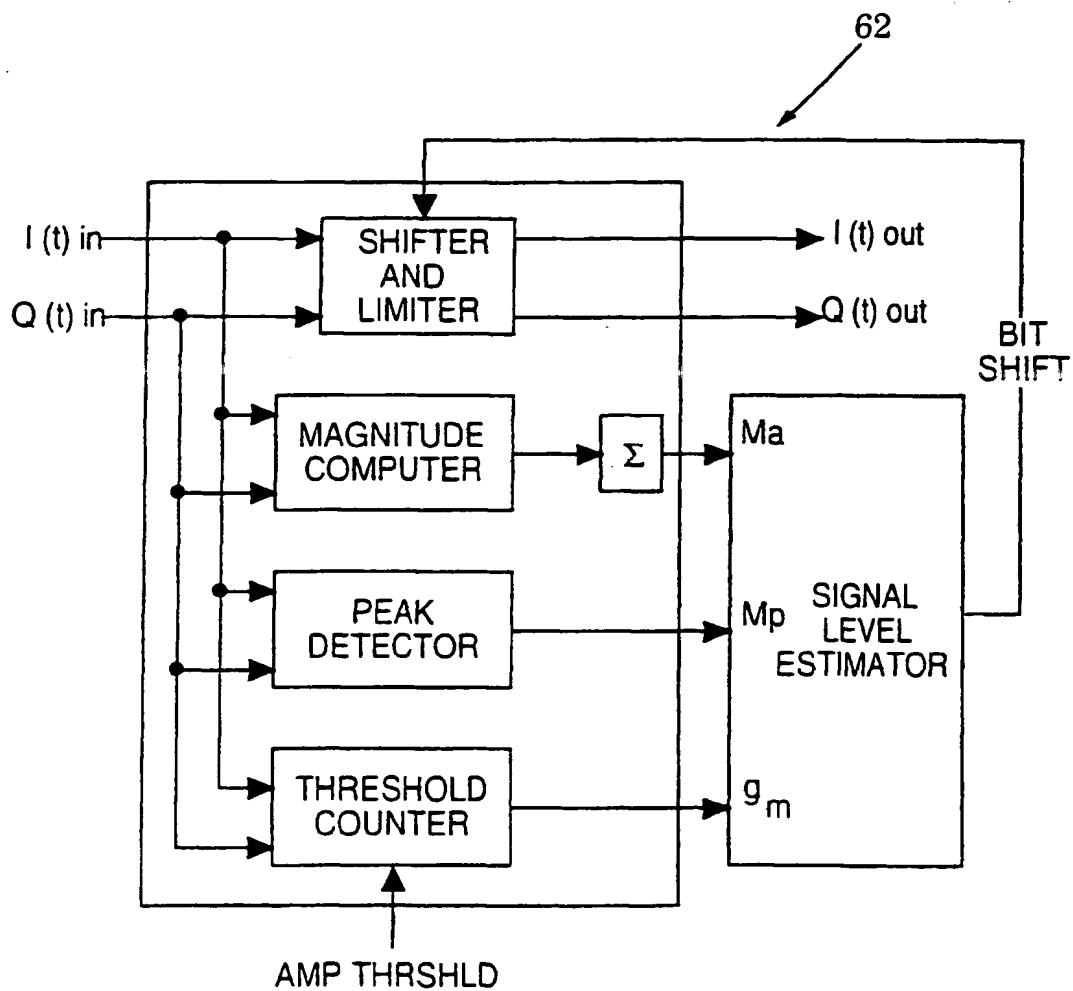 62
I (t) in
SHIFTER
AND
LIMITER
I (t) out
Q (t) in
Q (t) out
BIT
SHIFT
MAGNITUDE
COMPUTER
Σ
Ma
PEAK
DETECTOR
Mp
SIGNAL
LEVEL
ESTIMATOR
THRESHOLD
COUNTER
gm
AMP THRSHLD